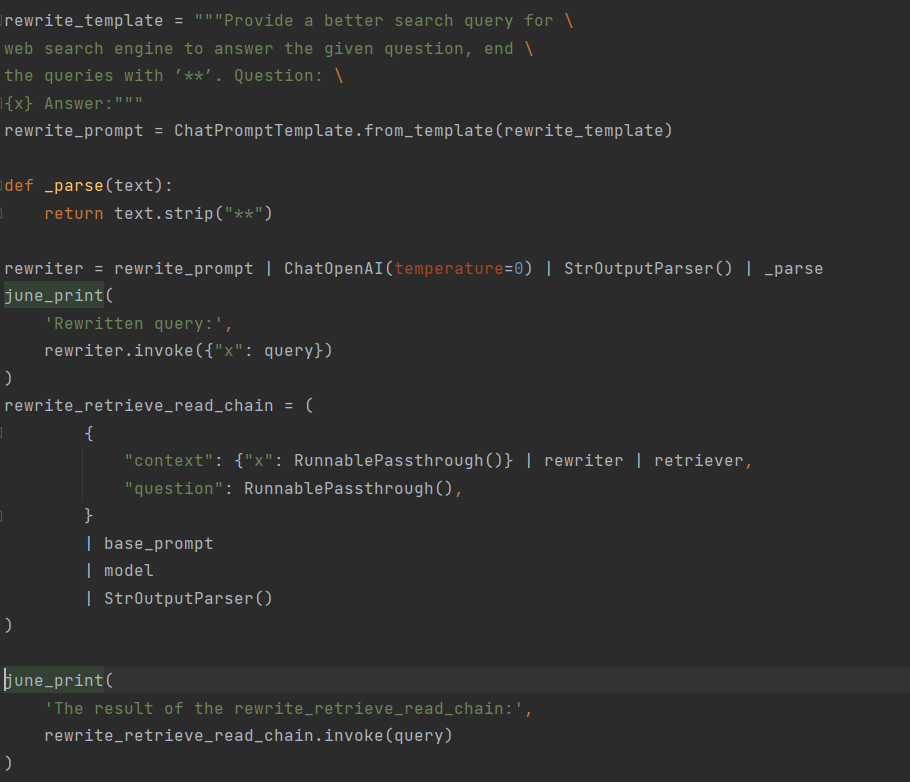 rewrite_template = """Provide a better search query for \
web search engine to answer the given question, end \
the queries with ’**’. Question: \
{x} Answer:"""
rewrite_prompt = ChatPromptTemplate.from_template(rewrite_template)
def _parse(text):
    return text.strip("**")
rewriter = rewrite_prompt | ChatOpenAI(temperature=0) | StrOutputParser() | _parse
june_print(
    'Rewritten query:',
    rewriter.invoke({"x": query})
)
rewrite_retrieve_read_chain = (
        {
            "context": {"x": RunnablePassthrough()} | rewriter | retriever,
            "question": RunnablePassthrough(),
        }
        | base_prompt
        | model
        | StrOutputParser()
)
june_print(
    'The result of the rewrite_retrieve_read_chain:',
    rewrite_retrieve_read_chain.invoke(query)
)